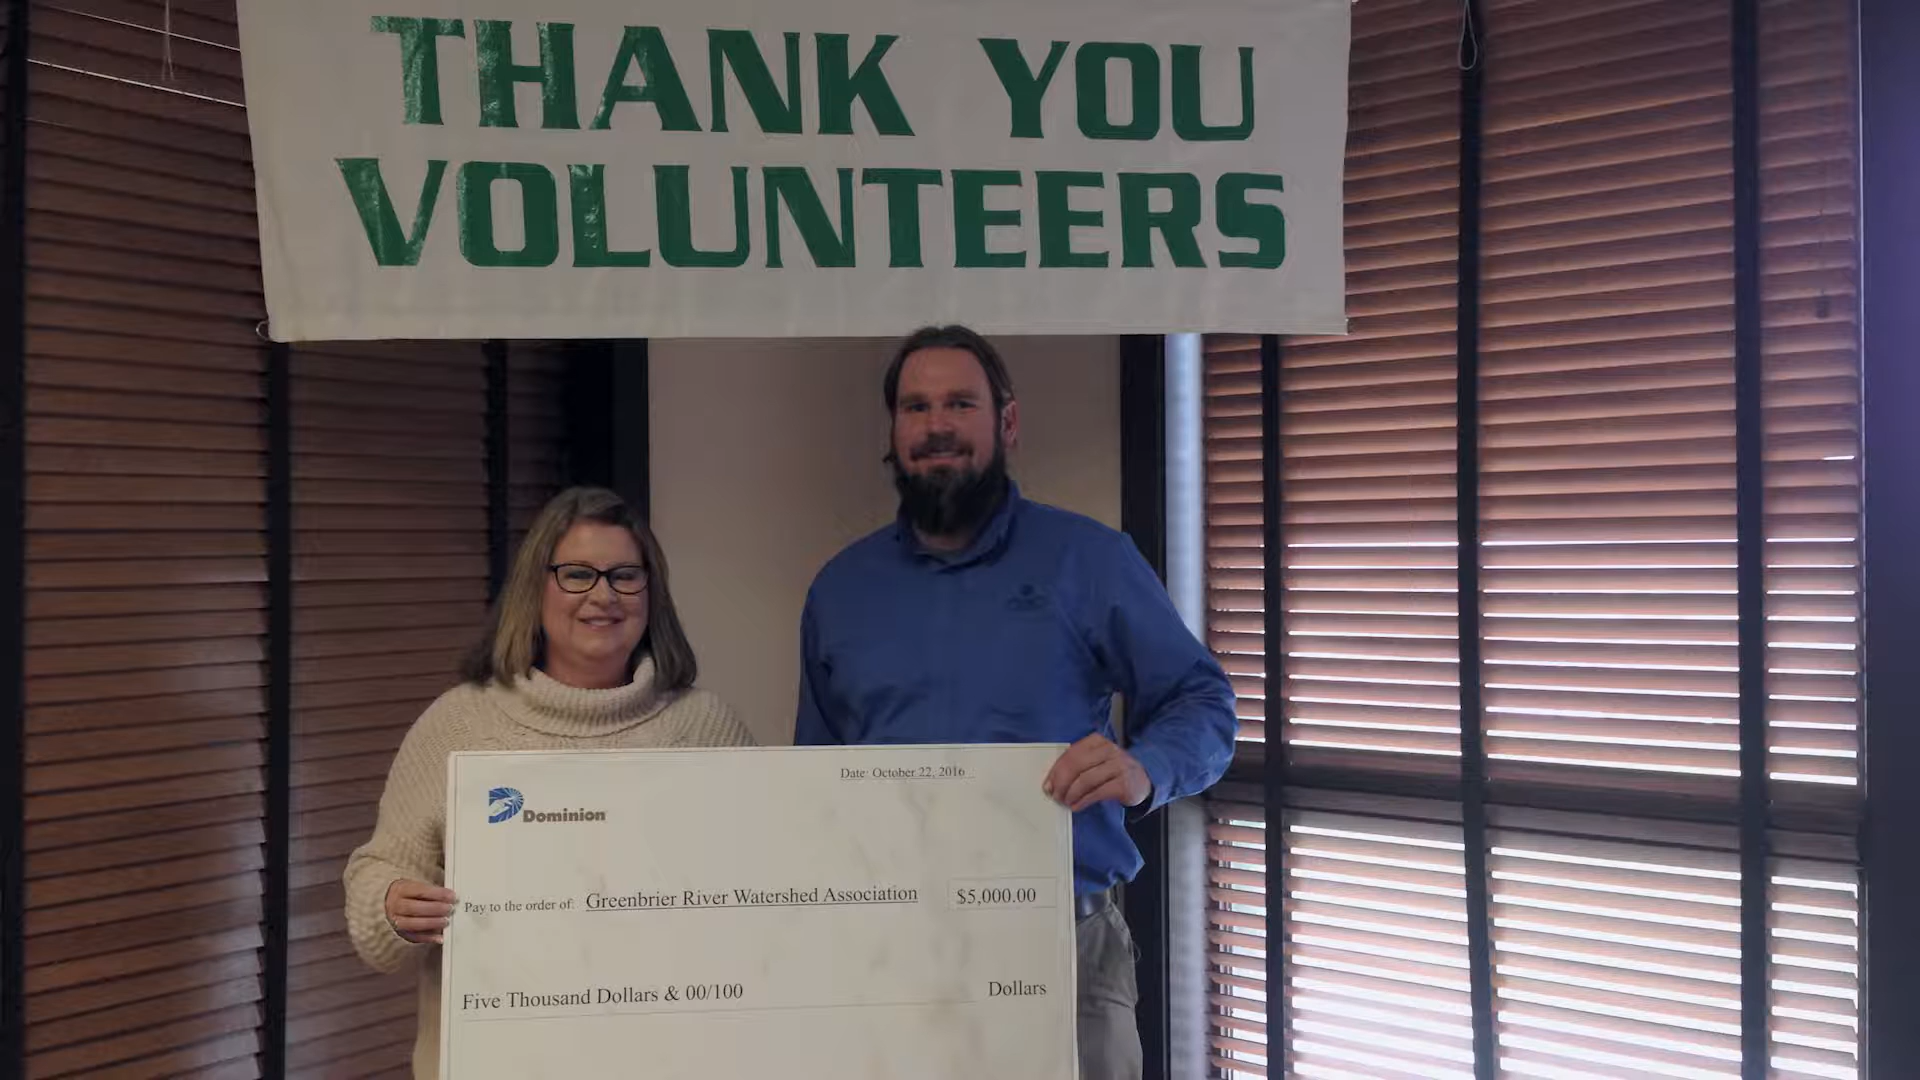 THANK YOU
VOLUNTEERS
Date: October 22, 2016
Dominion
Pay to the order of: Greenbrier River Watershed Association $5,000.00
Five Thousand Dollars & 00/100 Dollars